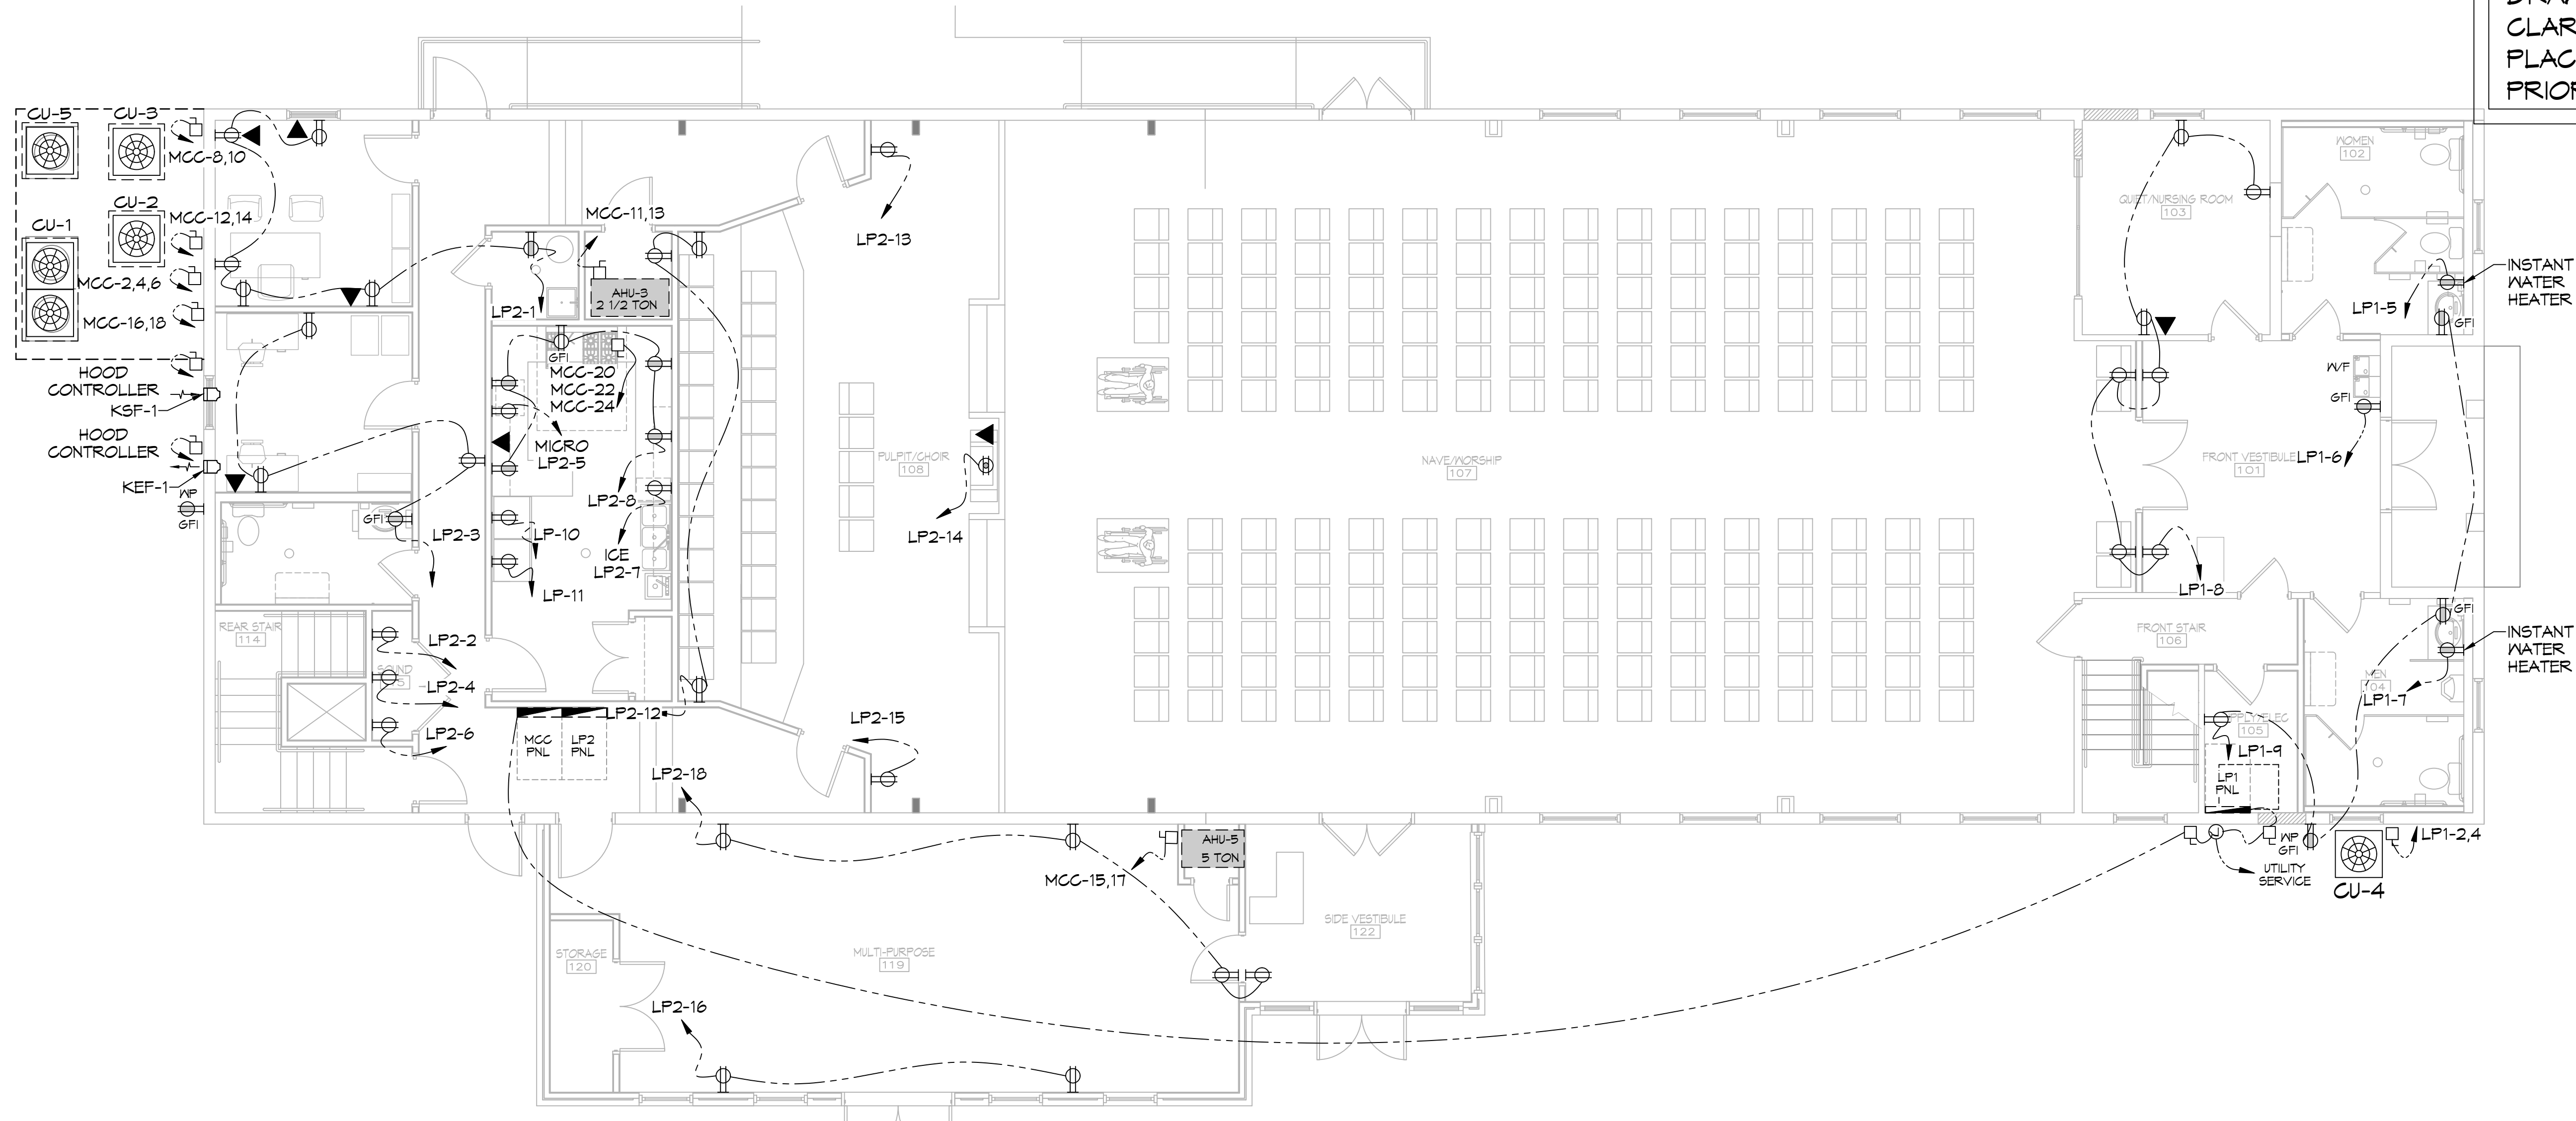 CLAR
PLAC
PRIOR
CU-5
CU-3
MCC-8,10
CU-2
MCC-12,14
CU-1
MCC-2,4,6
MCC-16,18
HOOD
CONTROLLER
KSF-1
HOOD
CONTROLLER
KEF-1
WP
GFI
GFI
LP2-3
MCC-11,13
AHU-3
2 1/2 TON
LP2-1
GFI
MCC-20
MCC-22
MCC-24
MICRO
LP2-5
LP2-8
LP-10
ICE
LP2-7
LP-11
REAR STAIR
114
LP2-2
SOUND
LP2-4
LP2-6
MCC
PNL
LP2
PNL
LP2-12
LP2-13
PULPIT/CHOIR
108
LP2-14
LP2-15
LP2-18
NAVE/WORSHIP
107
QUIET/NURSING ROOM
103
WOMEN
102
INSTANT
WATER
HEATER
LP1-5
GFI
W/F
GFI
FRONT VESTIBULE
101
LP1-6
LP1-8
FRONT STAIR
106
GFI
INSTANT
WATER
HEATER
MEN
104
LP1-7
PPLY/ELEC
105
LP1-9
LP1
PNL
WP
GFI
UTILITY
SERVICE
CU-4
LP1-2,4
AHU-5
5 TON
MCC-15,17
SIDE VESTIBULE
122
STORAGE
120
MULTI-PURPOSE
119
LP2-16